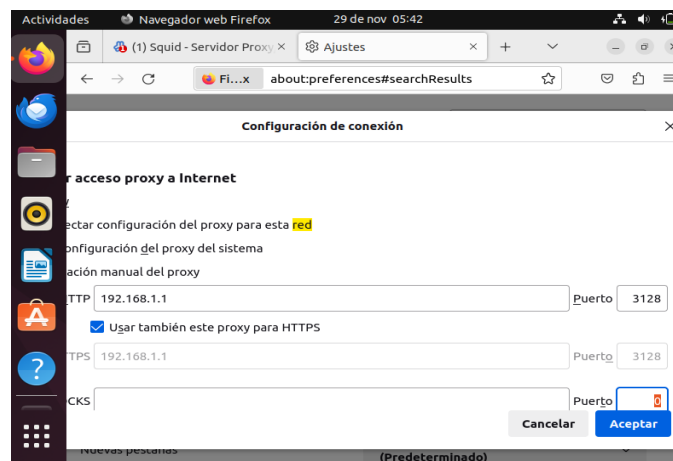 Actividades Navegador web Firefox 29 de nov 05:42
(1) Squid - Servidor Proxy Ajustes
Fi...x about:preferences#searchResults
Configuración de conexión
r acceso proxy a Internet
y
ectar configuración del proxy para esta red
onfiguración del proxy del sistema
ación manual del proxy
TTP 192.168.1.1 Puerto 3128
Usar también este proxy para HTTPS
TPS 192.168.1.1 Puerto 3128
CKS Puerto 0
Cancelar Aceptar
Nuevas pestañas
(Predeterminado)